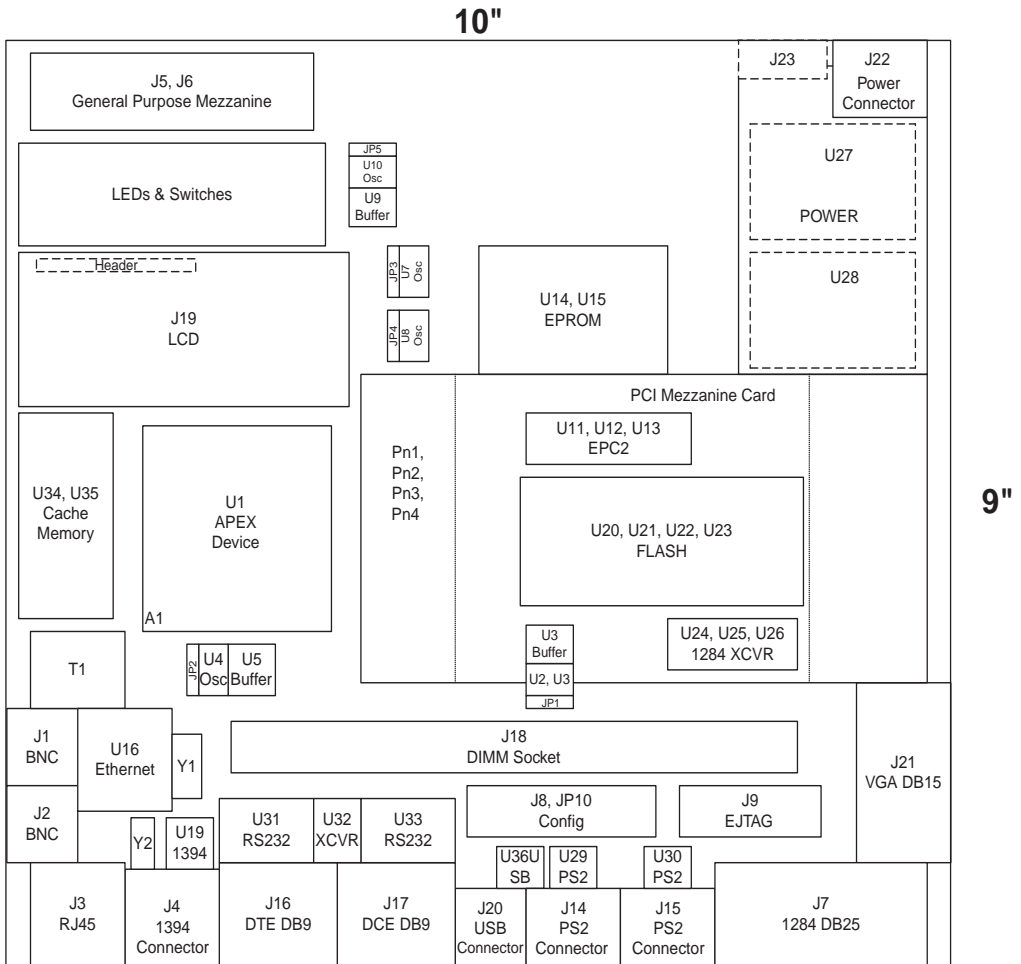 10"
J5, J6
General Purpose Mezzanine
J23
J22
Power
Connector
LEDs & Switches
JP5
U10
Osc
U9
Buffer
U27
POWER
Header
J19
LCD
JP3
U7
Osc
JP4
U8
Osc
U14, U15
EPROM
U28
PCI Mezzanine Card
U11, U12, U13
EPC2
Pn1,
Pn2,
Pn3,
Pn4
U34, U35
Cache
Memory
U1
APEX
Device
A1
U20, U21, U22, U23
FLASH
9"
U3
Buffer
U2, U3
JP1
U24, U25, U26
1284 XCVR
T1
JP2
U4
Osc
U5
Buffer
J1
BNC
U16
Ethernet
Y1
J18
DIMM Socket
J21
VGA DB15
J2
BNC
Y2
U19
1394
U31
RS232
U32
XCVR
U33
RS232
J8, JP10
Config
J9
EJTAG
U36U
SB
U29
PS2
U30
PS2
J3
RJ45
J4
1394
Connector
J16
DTE DB9
J17
DCE DB9
J20
USB
Connector
J14
PS2
Connector
J15
PS2
Connector
J7
1284 DB25